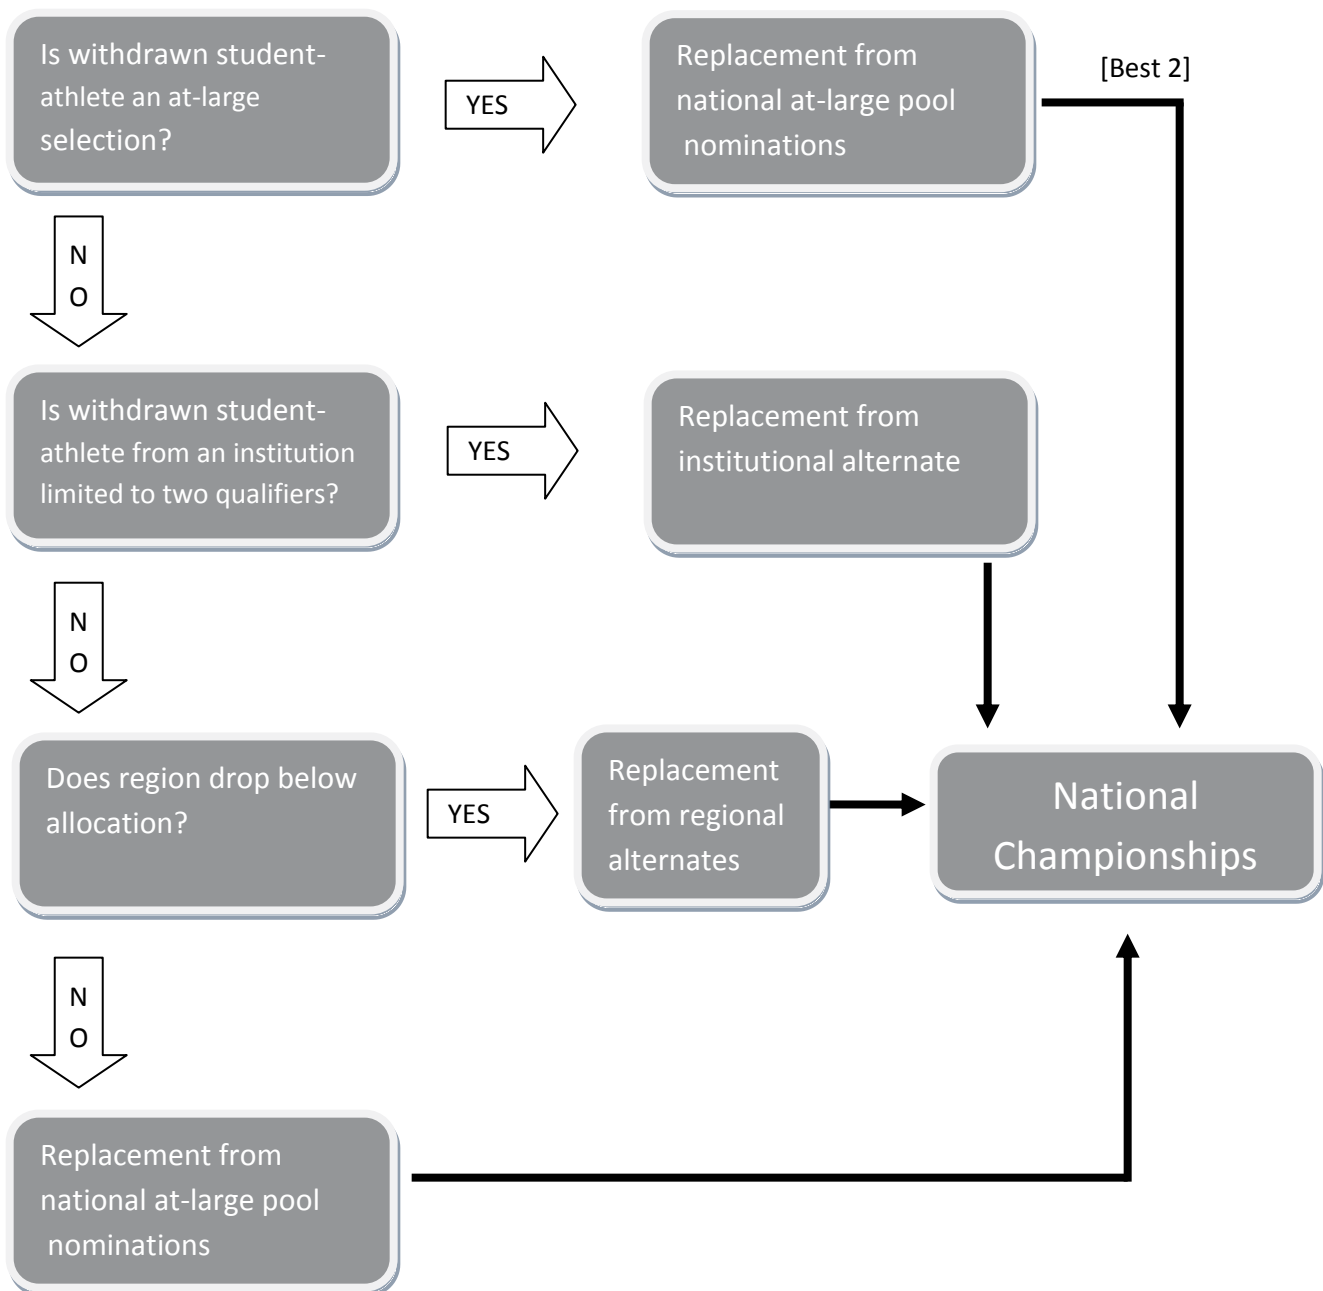 Is withdrawn student-
athlete an at-large
selection?
YES
Replacement from
national at-large pool
nominations
[Best 2]
N
O
Is withdrawn student-
athlete from an institution
limited to two qualifiers?
YES
Replacement from
institutional alternate
N
O
Does region drop below
allocation?
YES
Replacement
from regional
alternates
National
Championships
N
O
Replacement from
national at-large pool
nominations